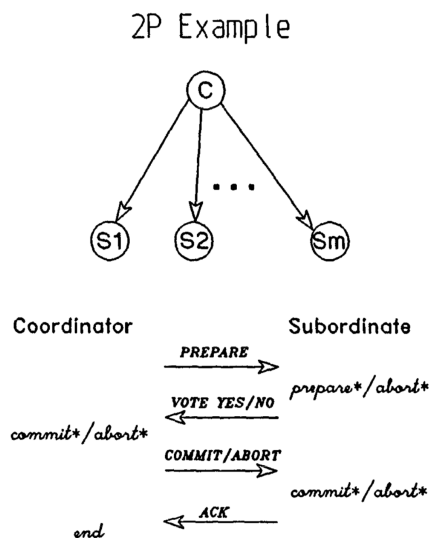 2P Example
C
...
S1 S2 Sm
Coordinator Subordinate
PREPARE
prepare*/abort*
VOTE YES/NO
commit*/abort*
COMMIT/ABORT
commit*/abort*
ACK
end